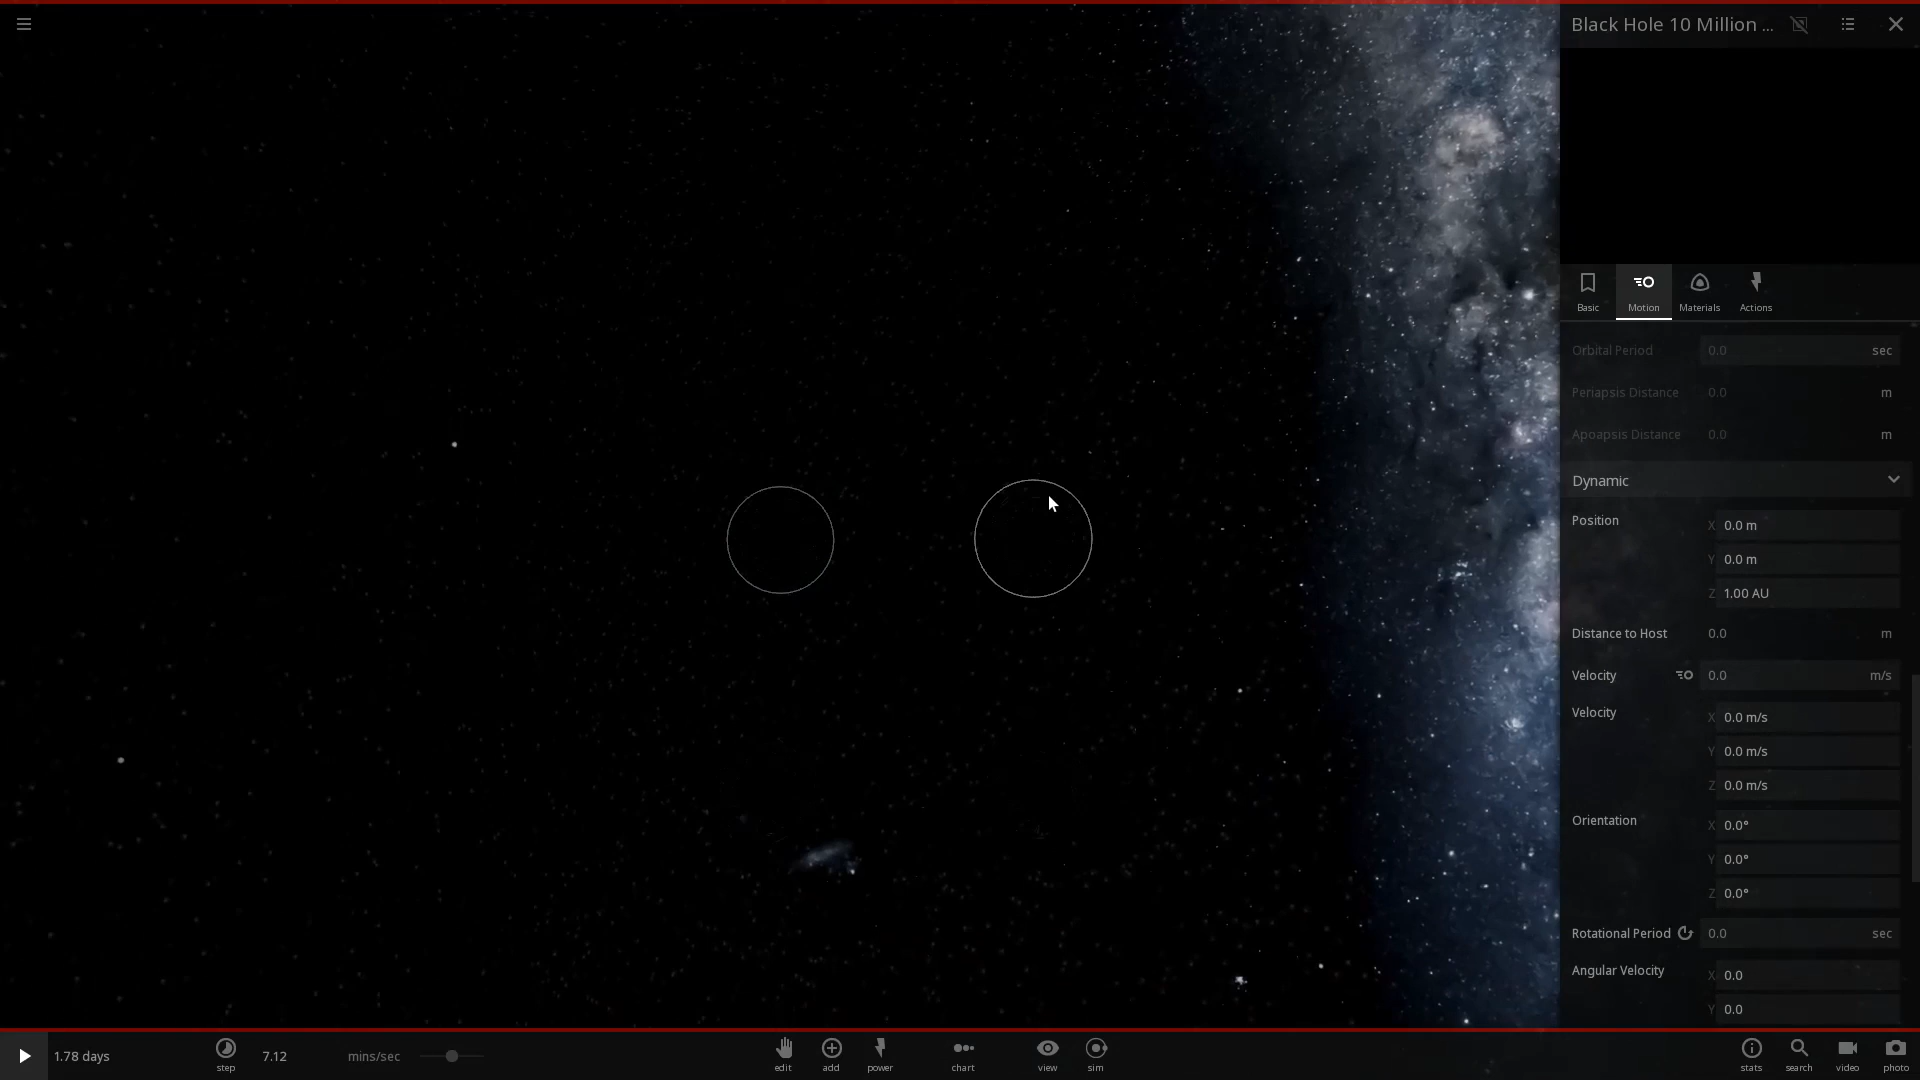 Black Hole 10 Million ...
Basic
Motion
Materials
Actions
Orbital Period 0.0 sec
Periapsis Distance 0.0 m
Apoapsis Distance 0.0 m
Dynamic
Position X 0.0 m
Y 0.0 m
Z 1.00 AU
Distance to Host 0.0 m
Velocity 0.0 m/s
Velocity X 0.0 m/s
Y 0.0 m/s
Z 0.0 m/s
Orientation X 0.0°
Y 0.0°
Z 0.0°
Rotational Period 0.0 sec
Angular Velocity X 0.0
Y 0.0
1.78 days
step
7.12 mins/sec
edit
add
power
chart
view
sim
stats
search
video
photo